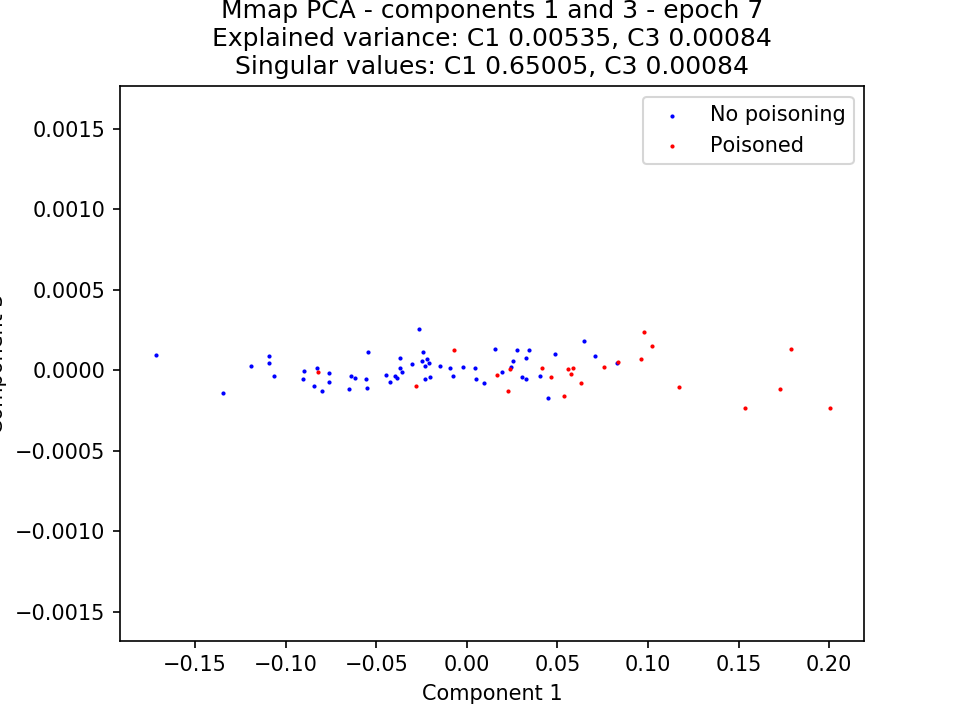 Mmap PCA - components 1 and 3 - epoch 7
Explained variance: C1 0.00535, C3 0.00084
Singular values: C1 0.65005, C3 0.00084
No poisoning
Poisoned
0.0015
0.0010
0.0005
0.0000
−0.0005
−0.0010
−0.0015
−0.15 −0.10 −0.05 0.00 0.05 0.10 0.15 0.20
Component 1